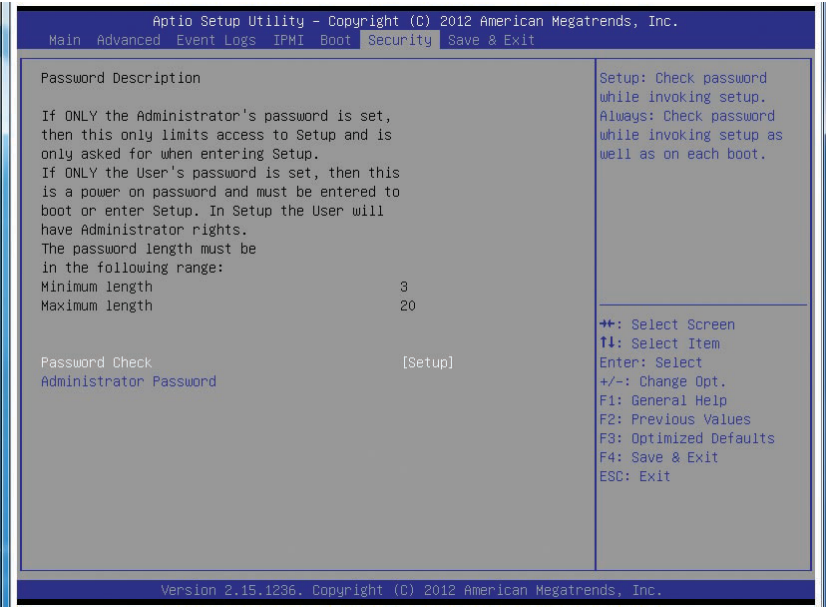 Aptio Setup Utility – Copyright (C) 2012 American Megatrends, Inc.
Main Advanced Event Logs IPMI Boot Security Save & Exit
Password Description
If ONLY the Administrator's password is set,
then this only limits access to Setup and is
only asked for when entering Setup.
If ONLY the User's password is set, then this
is a power on password and must be entered to
boot or enter Setup. In Setup the User will
have Administrator rights.
The password length must be
in the following range:
Minimum length 3
Maximum length 20
Password Check [Setup]
Administrator Password
Setup: Check password
while invoking setup.
Always: Check password
while invoking setup as
well as on each boot.
→←: Select Screen
↑↓: Select Item
Enter: Select
+/-: Change Opt.
F1: General Help
F2: Previous Values
F3: Optimized Defaults
F4: Save & Exit
ESC: Exit
Version 2.15.1236. Copyright (C) 2012 American Megatrends, Inc.